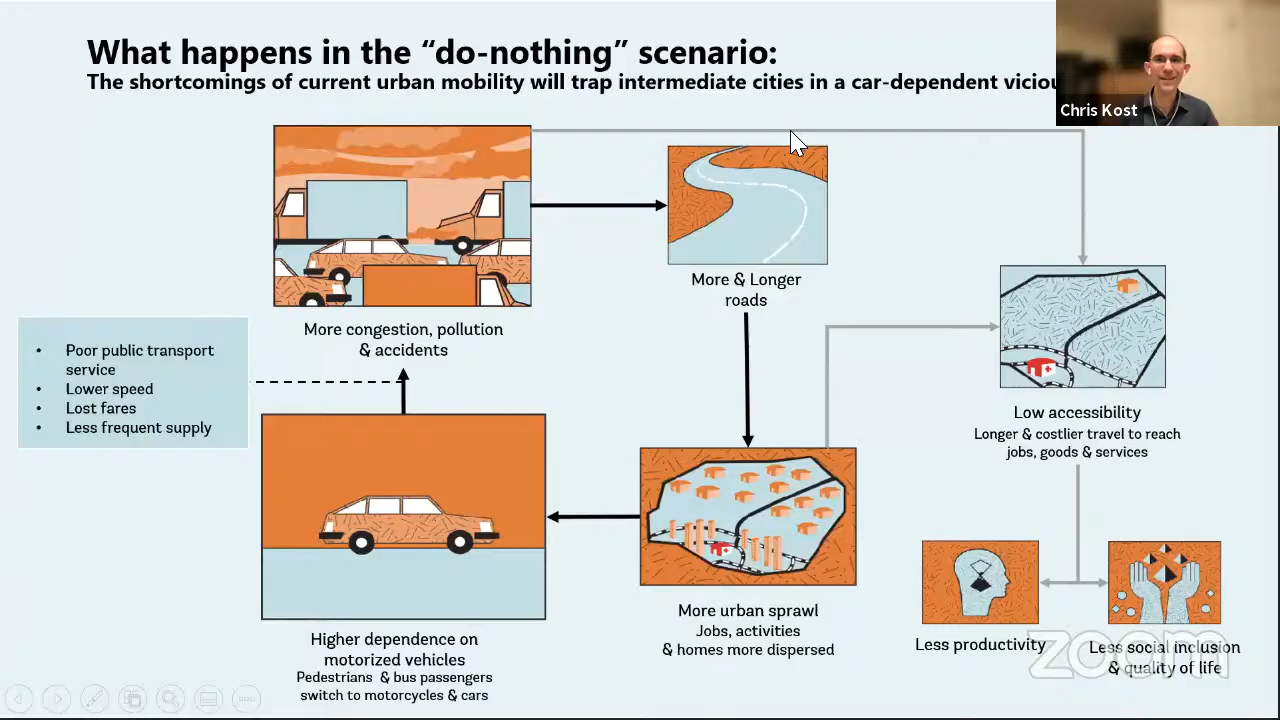 What happens in the “do-nothing” scenario:
The shortcomings of current urban mobility will trap intermediate cities in a car-dependent
Chris Kost
More congestion, pollution
& accidents
More & Longer
roads
• Poor public transport
service
• Lower speed
• Lost fares
• Less frequent supply
Low accessibility
Longer & costlier travel to reach
jobs, goods & services
Higher dependence on
motorized vehicles
Pedestrians & bus passengers
switch to motorcycles & cars
More urban sprawl
Jobs, activities
& homes more dispersed
Less productivity
Less social inclusion
& quality of life
zoom